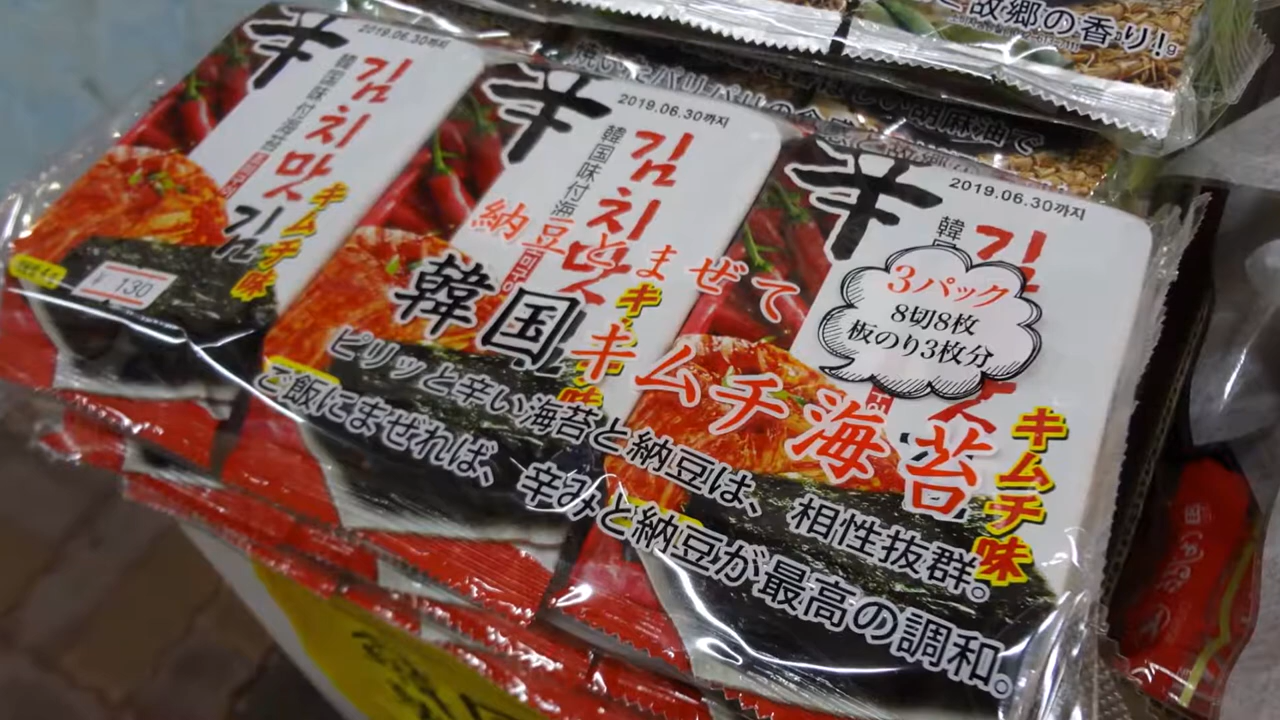 故郷の香り!
2019.06.30까지
辛
김치맛김
キムチ味
¥130
2019.06.30까지
辛
韓国味付海
김치맛
2019.06.30까지
辛
キムチ味
3パック
8切8枚
板のり3枚分
納豆とまぜて
韓国キムチ海苔
ピリッと辛い海苔と納豆は、相性抜群。
ご飯にまぜれば、辛みと納豆が最高の調和。